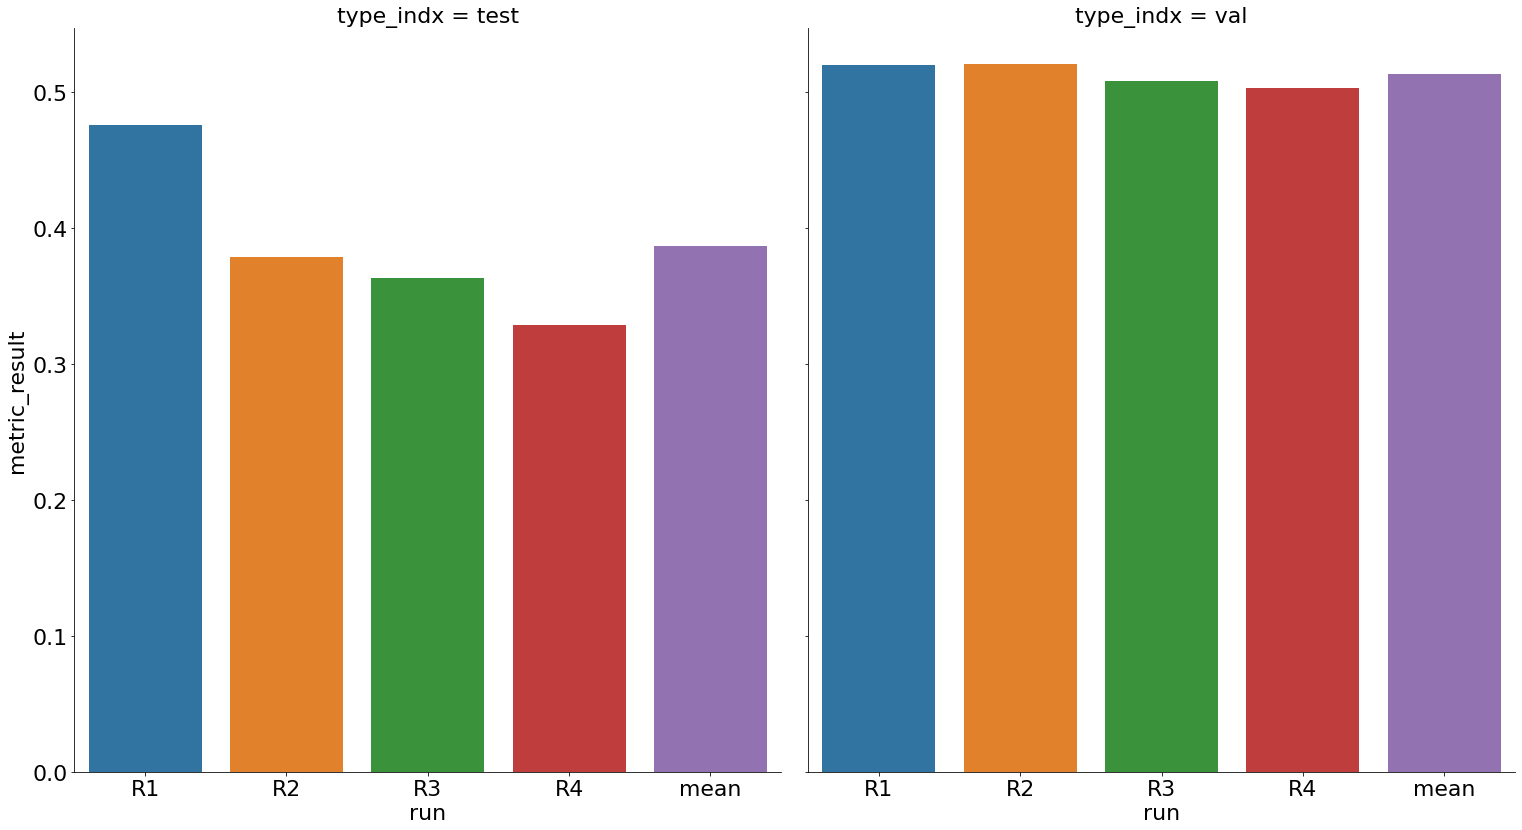 type_indx = test
type_indx = val
metric_result
0.5
0.4
0.3
0.2
0.1
0.0
R1 R2 R3 R4 mean
R1 R2 R3 R4 mean
run
run